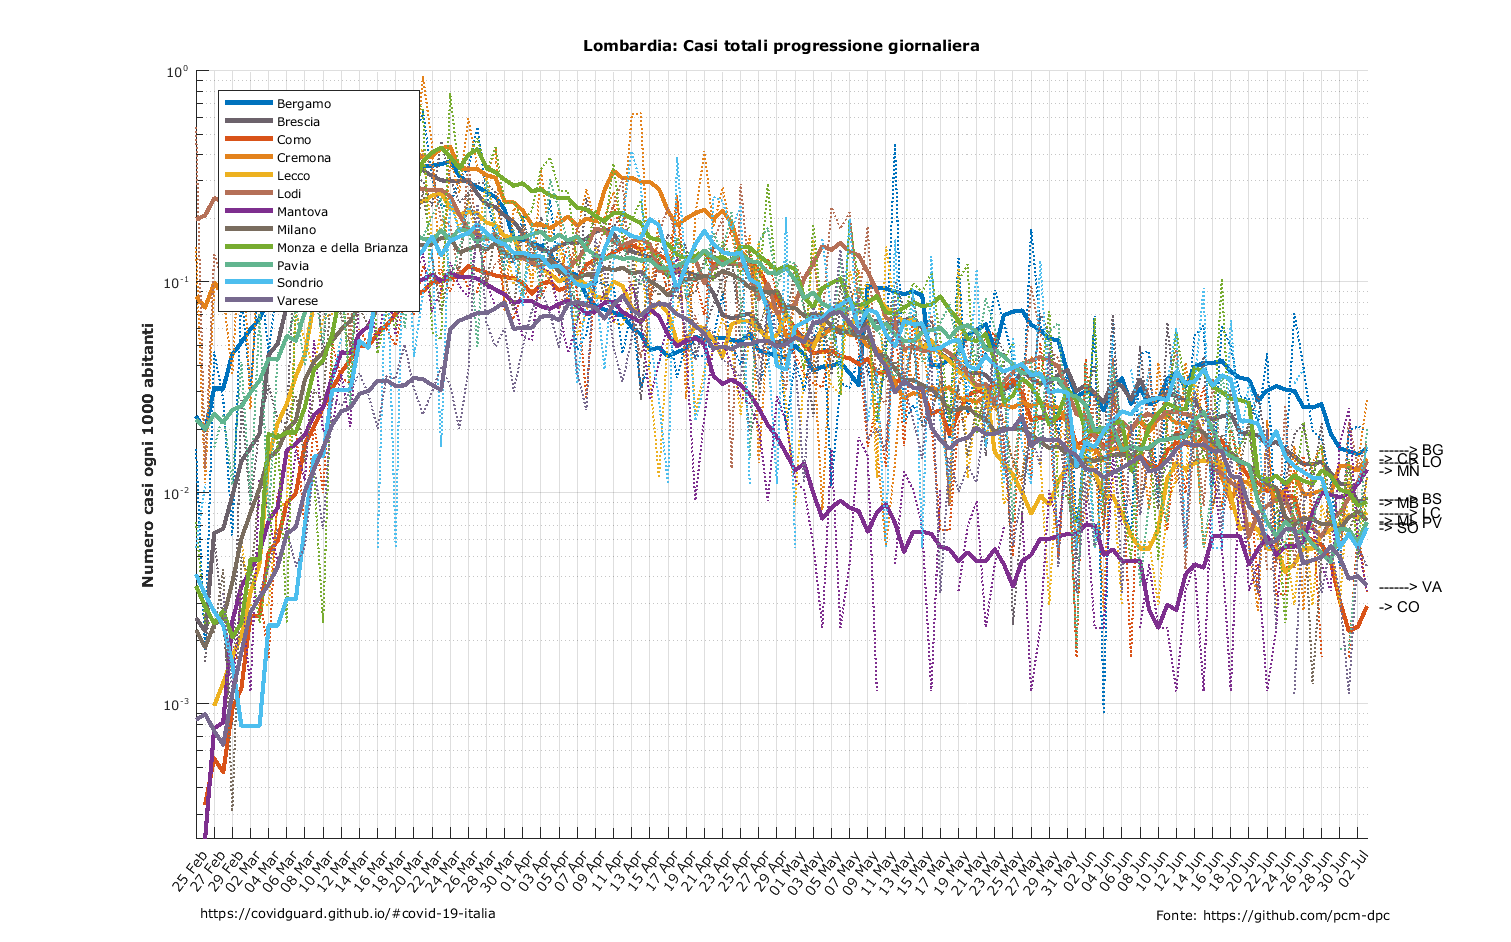 Lombardia: Casi totali progressione giornaliera
Numero casi ogni 1000 abitanti
10^0
10^-1
10^-2
10^-3
Bergamo
Brescia
Como
Cremona
Lecco
Lodi
Mantova
Milano
Monza e della Brianza
Pavia
Sondrio
Varese
------> BG
-> CR
------> LO
-> MN
------> BS
-> MB
------> LC
-> MI
------> PV
-> SO
------> VA
-> CO
25 Feb
27 Feb
29 Feb
02 Mar
04 Mar
06 Mar
08 Mar
10 Mar
12 Mar
14 Mar
16 Mar
18 Mar
20 Mar
22 Mar
24 Mar
26 Mar
28 Mar
30 Mar
01 Apr
03 Apr
05 Apr
07 Apr
09 Apr
11 Apr
13 Apr
15 Apr
17 Apr
19 Apr
21 Apr
23 Apr
25 Apr
27 Apr
29 Apr
01 May
03 May
05 May
07 May
09 May
11 May
13 May
15 May
17 May
19 May
21 May
23 May
25 May
27 May
29 May
31 May
02 Jun
04 Jun
06 Jun
08 Jun
10 Jun
12 Jun
14 Jun
16 Jun
18 Jun
20 Jun
22 Jun
24 Jun
26 Jun
28 Jun
30 Jun
02 Jul
https://covidguard.github.io/#covid-19-italia
Fonte: https://github.com/pcm-dpc